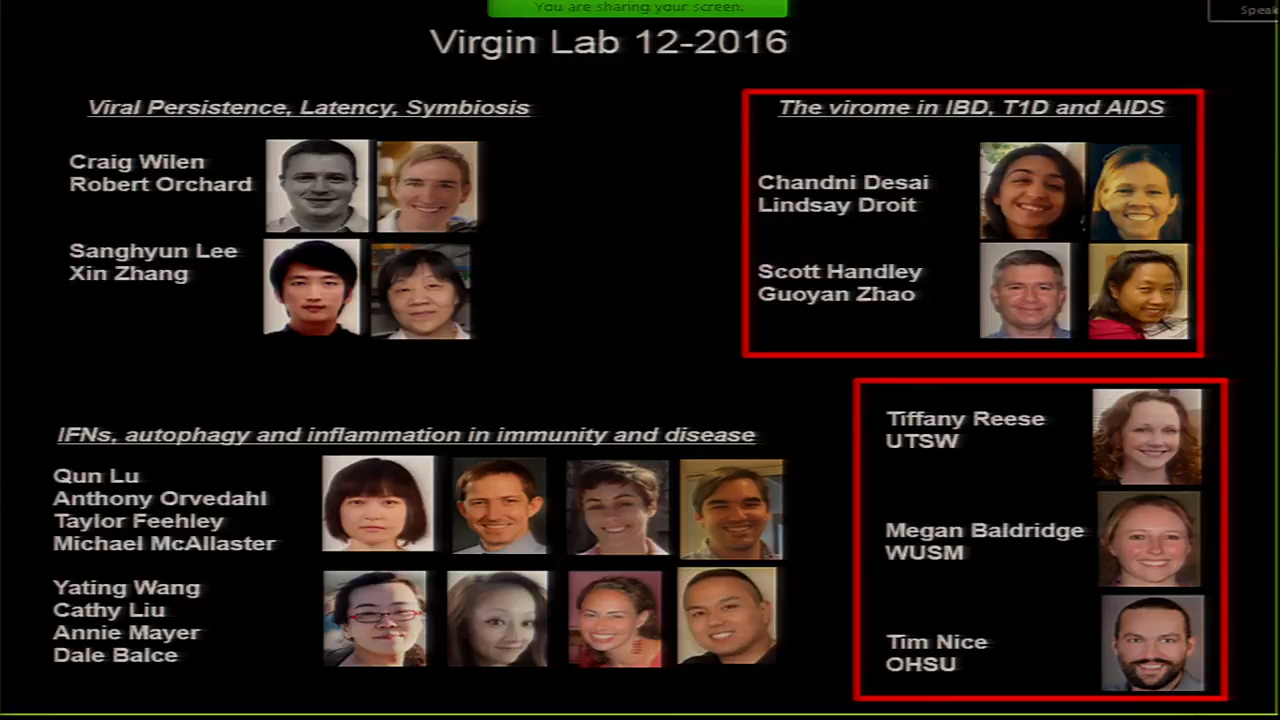 You are sharing your screen.
Speak
Virgin Lab 12-2016
Viral Persistence, Latency, Symbiosis
Craig Wilen
Robert Orchard
Sanghyun Lee
Xin Zhang
The virome in IBD, T1D and AIDS
Chandni Desai
Lindsay Droit
Scott Handley
Guoyan Zhao
IFNs, autophagy and inflammation in immunity and disease
Qun Lu
Anthony Orvedahl
Taylor Feehley
Michael McAllaster
Yating Wang
Cathy Liu
Annie Mayer
Dale Balce
Tiffany Reese
UTSW
Megan Baldridge
WUSM
Tim Nice
OHSU